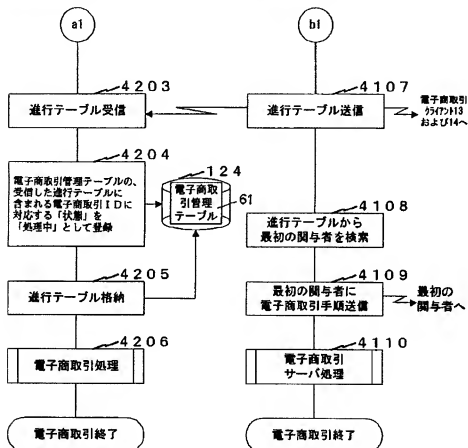 a1
b1
4203
進行テーブル受信
4107
進行テーブル送信
電子商取引
クライアント13
および14へ
4204
電子商取引管理テーブルの、
受信した進行テーブルに
含まれる電子商取引IDに
対応する「状態」を
「処理中」として登録
124
電子商取
引管理
テーブル
61
4108
進行テーブルから
最初の関与者を検索
4205
進行テーブル格納
4109
最初の関与者に
電子商取引手順送信
最初の
関与者へ
4206
電子商取引処理
4110
電子商取引
サーバ処理
電子商取引終了
電子商取引終了